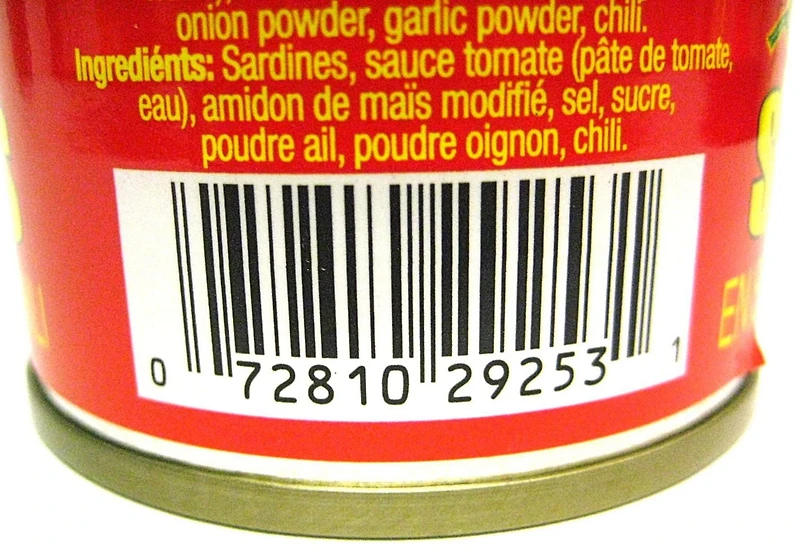 onion powder, garlic powder, chili.
Ingrediénts: Sardines, sauce tomate (pâte de tomate,
eau), amidon de maïs modifié, sel, sucre,
poudre ail, poudre oignon, chili.
0 72810 29253 1